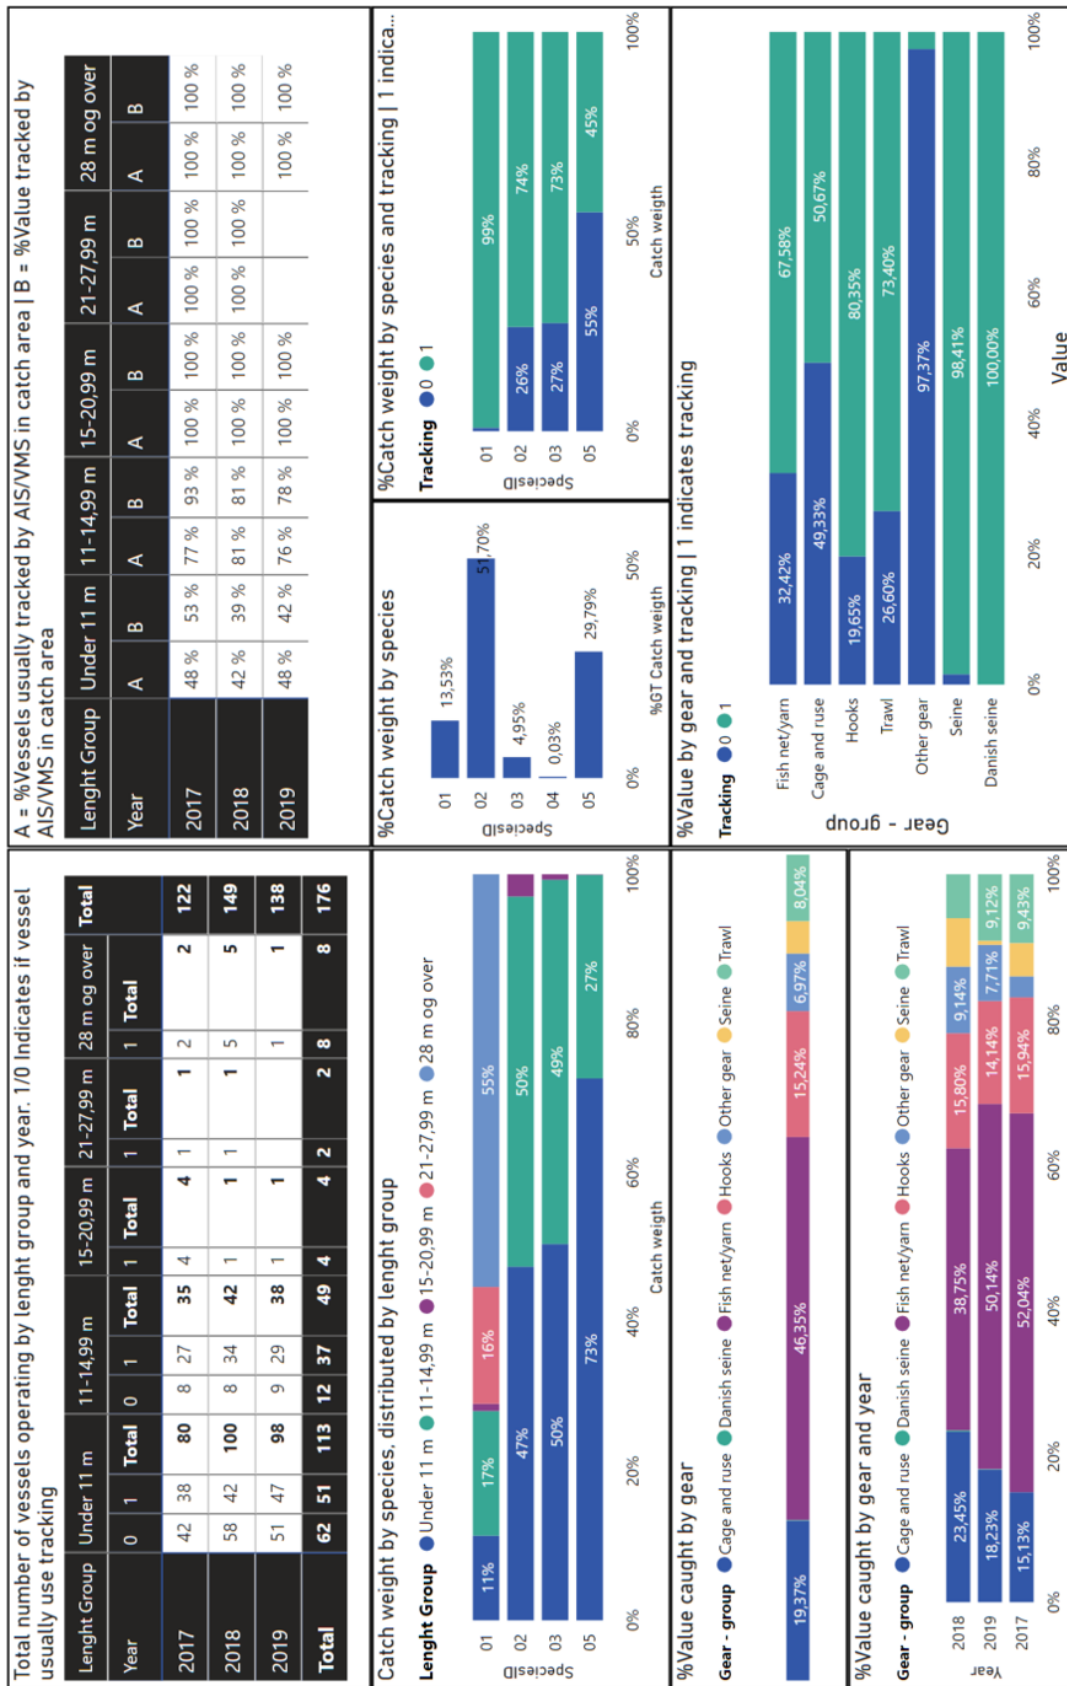 Total number of vessels operating by lenght group and year. 1/0 Indicates if vessel
usually use tracking
Lenght Group Under 11 m 11-14,99 m 15-20,99 m 21-27,99 m 28 m og over Total
Year 0 1 Total 0 1 Total 1 Total 1 Total 1 Total
2017 42 38 80 8 27 35 4 4 1 1 2 2 122
2018 58 42 100 8 34 42 1 1 1 1 5 5 149
2019 51 47 98 9 29 38 1 1 1 1 138
Total 62 51 113 12 37 49 4 4 2 2 8 8 176
A = %Vessels usually tracked by AIS/VMS in catch area | B = %Value tracked by
AIS/VMS in catch area
Lenght Group Under 11 m 11-14,99 m 15-20,99 m 21-27,99 m 28 m og over
Year A B A B A B A B A B
2017 48 % 53 % 77 % 93 % 100 % 100 % 100 % 100 % 100 % 100 %
2018 42 % 39 % 81 % 81 % 100 % 100 % 100 % 100 % 100 % 100 %
2019 48 % 42 % 76 % 78 % 100 % 100 % 100 % 100 %
Catch weight by species, distributed by lenght group
Lenght Group Under 11 m 11-14,99 m 15-20,99 m 21-27,99 m 28 m og over
SpeciesID
01 11% 17% 16% 55%
02 47% 50%
03 50% 49%
05 73% 27%
0% 20% 40% 60% 80% 100%
Catch weigth
%Catch weight by species
SpeciesID
01 13,53%
02 51,70%
03 4,95%
04 0,03%
05 29,79%
0% 50%
%GT Catch weigth
%Catch weight by species and tracking | 1 indica...
Tracking 0 1
SpeciesID
01 99%
02 26% 74%
03 27% 73%
05 55% 45%
0% 50% 100%
Catch weigth
%Value caught by gear
Gear - group Cage and ruse Danish seine Fish net/yarn Hooks Other gear Seine Trawl
19,37% 46,35% 15,24% 6,97% 8,04%
%Value caught by gear and year
Gear - group Cage and ruse Danish seine Fish net/yarn Hooks Other gear Seine Trawl
Year
2018 23,45% 38,75% 15,80% 9,14%
2019 18,23% 50,14% 14,14% 7,71% 9,12%
2017 15,13% 52,04% 15,94% 9,43%
0% 20% 40% 60% 80% 100%
%Value by gear and tracking | 1 indicates tracking
Tracking 0 1
Gear - group
Fish net/yarn 32,42% 67,58%
Cage and ruse 49,33% 50,67%
Hooks 19,65% 80,35%
Trawl 26,60% 73,40%
Other gear 97,37%
Seine 98,41%
Danish seine 100,00%
0% 20% 40% 60% 80% 100%
Value